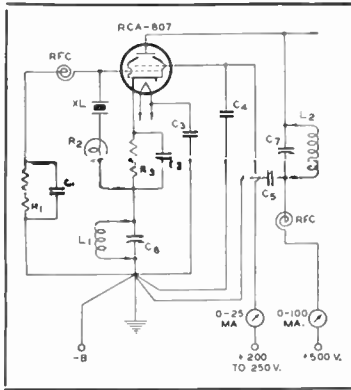 RCA-807
RFC
XL
R2
C3
C4
L2
C7
R3
C2
C5
C1
R1
RFC
L1
C6
0-25
MA.
0-100
MA.
-B
+200
TO 250 V.
+500 V.